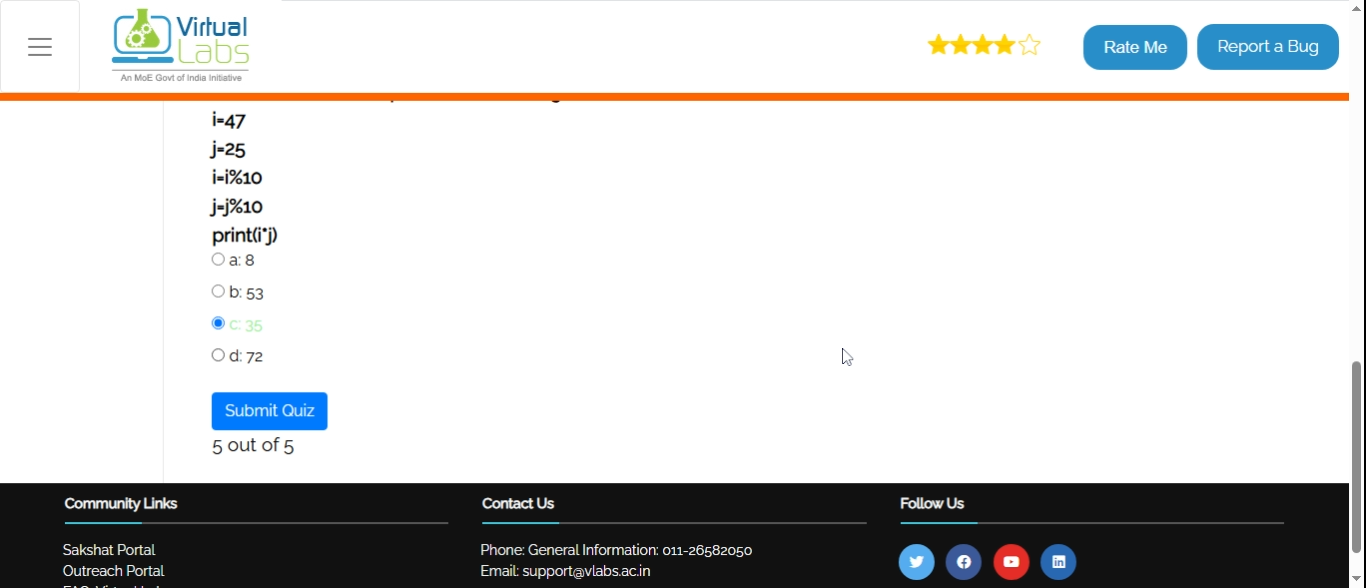 Virtual
Labs
An MoE Govt of India Initiative
Rate Me
Report a Bug
i=47
j=25
i=i%10
j=j%10
print(i*j)
a: 8
b: 53
c: 35
d: 72
Submit Quiz
5 out of 5
Community Links
Contact Us
Follow Us
Sakshat Portal
Phone: General Information: 011-26582050
Outreach Portal
Email: support@vlabs.ac.in